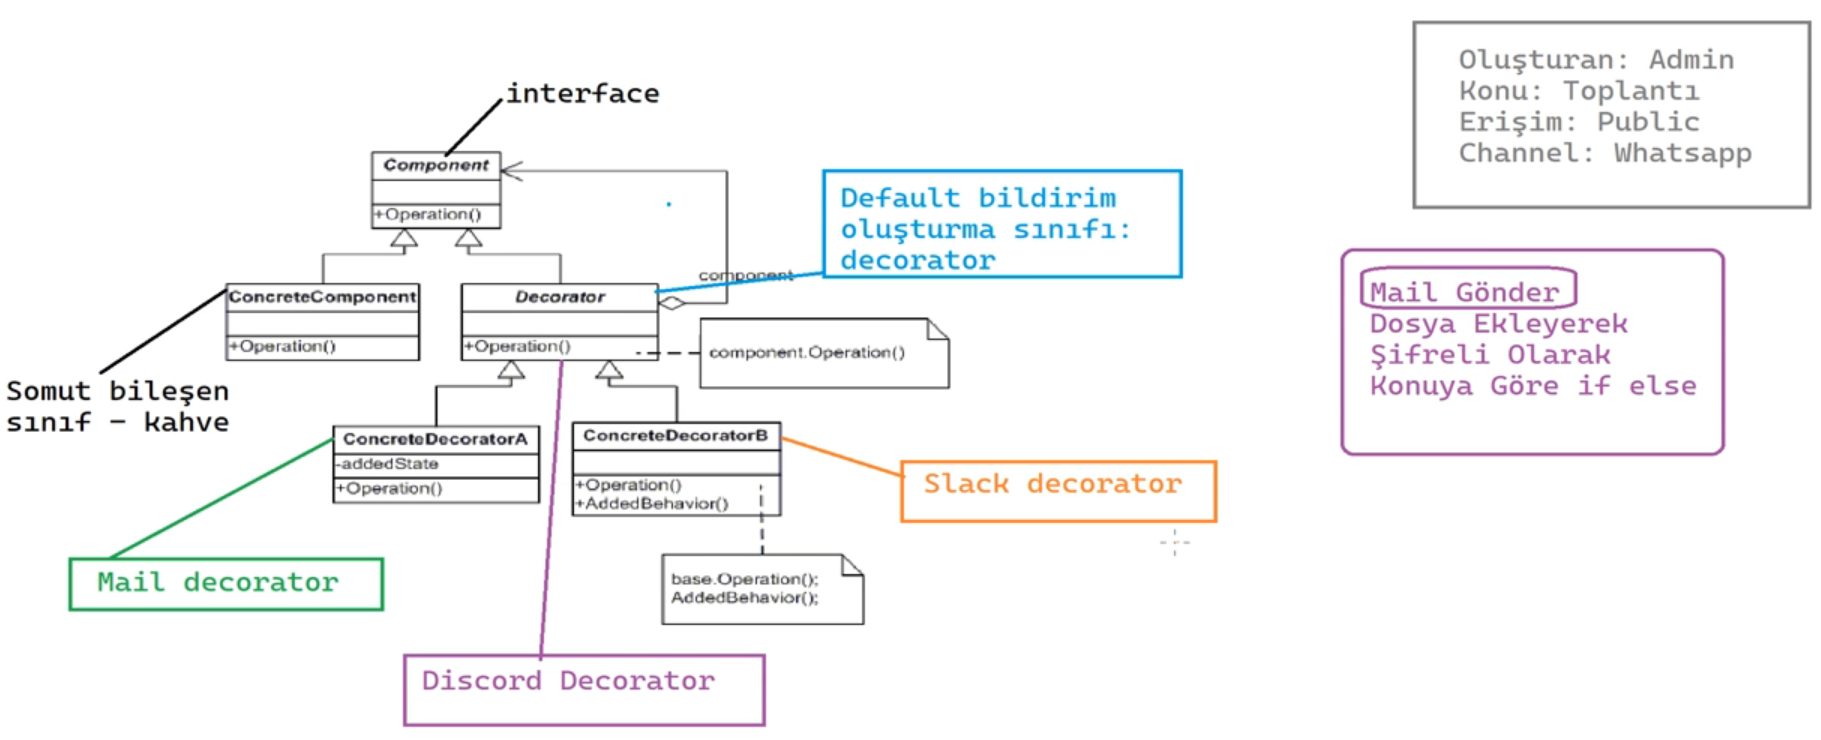 interface
Component
+Operation()
component
ConcreteComponent
+Operation()
Decorator
+Operation()
component.Operation()
Somut bileşen
sınıf - kahve
ConcreteDecoratorA
-addedState
+Operation()
ConcreteDecoratorB
+Operation()
+AddedBehavior()
base.Operation();
AddedBehavior();
Default bildirim
oluşturma sınıfı:
decorator
Mail decorator
Discord Decorator
Slack decorator
Oluşturan: Admin
Konu: Toplantı
Erişim: Public
Channel: Whatsapp
Mail Gönder
Dosya Ekleyerek
Şifreli Olarak
Konuya Göre if else